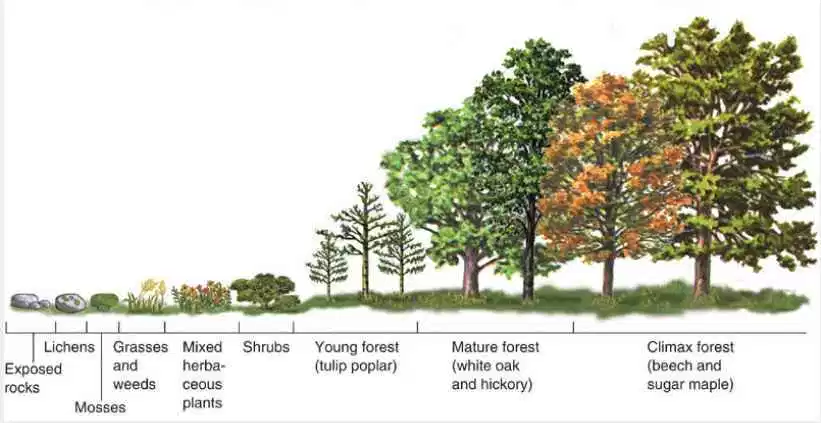 Exposed
rocks
Lichens
Mosses
Grasses
and
weeds
Mixed
herba-
ceous
plants
Shrubs
Young forest
(tulip poplar)
Mature forest
(white oak
and hickory)
Climax forest
(beech and
sugar maple)